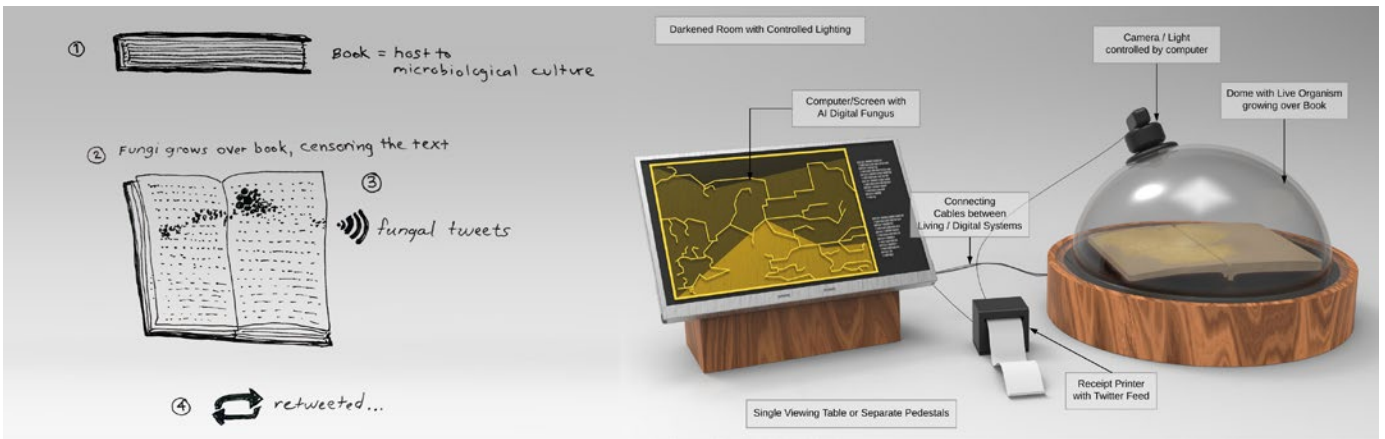 ① Book = host to
microbiological culture
② Fungi grows over book, censoring the text
③
fungal tweets
④ retweeted...
Darkened Room with Controlled Lighting
Camera / Light
controlled by computer
Computer/Screen with
AI Digital Fungus
Dome with Live Organism
growing over Book
Connecting
Cables between
Living / Digital Systems
Receipt Printer
with Twitter Feed
Single Viewing Table or Separate Pedestals